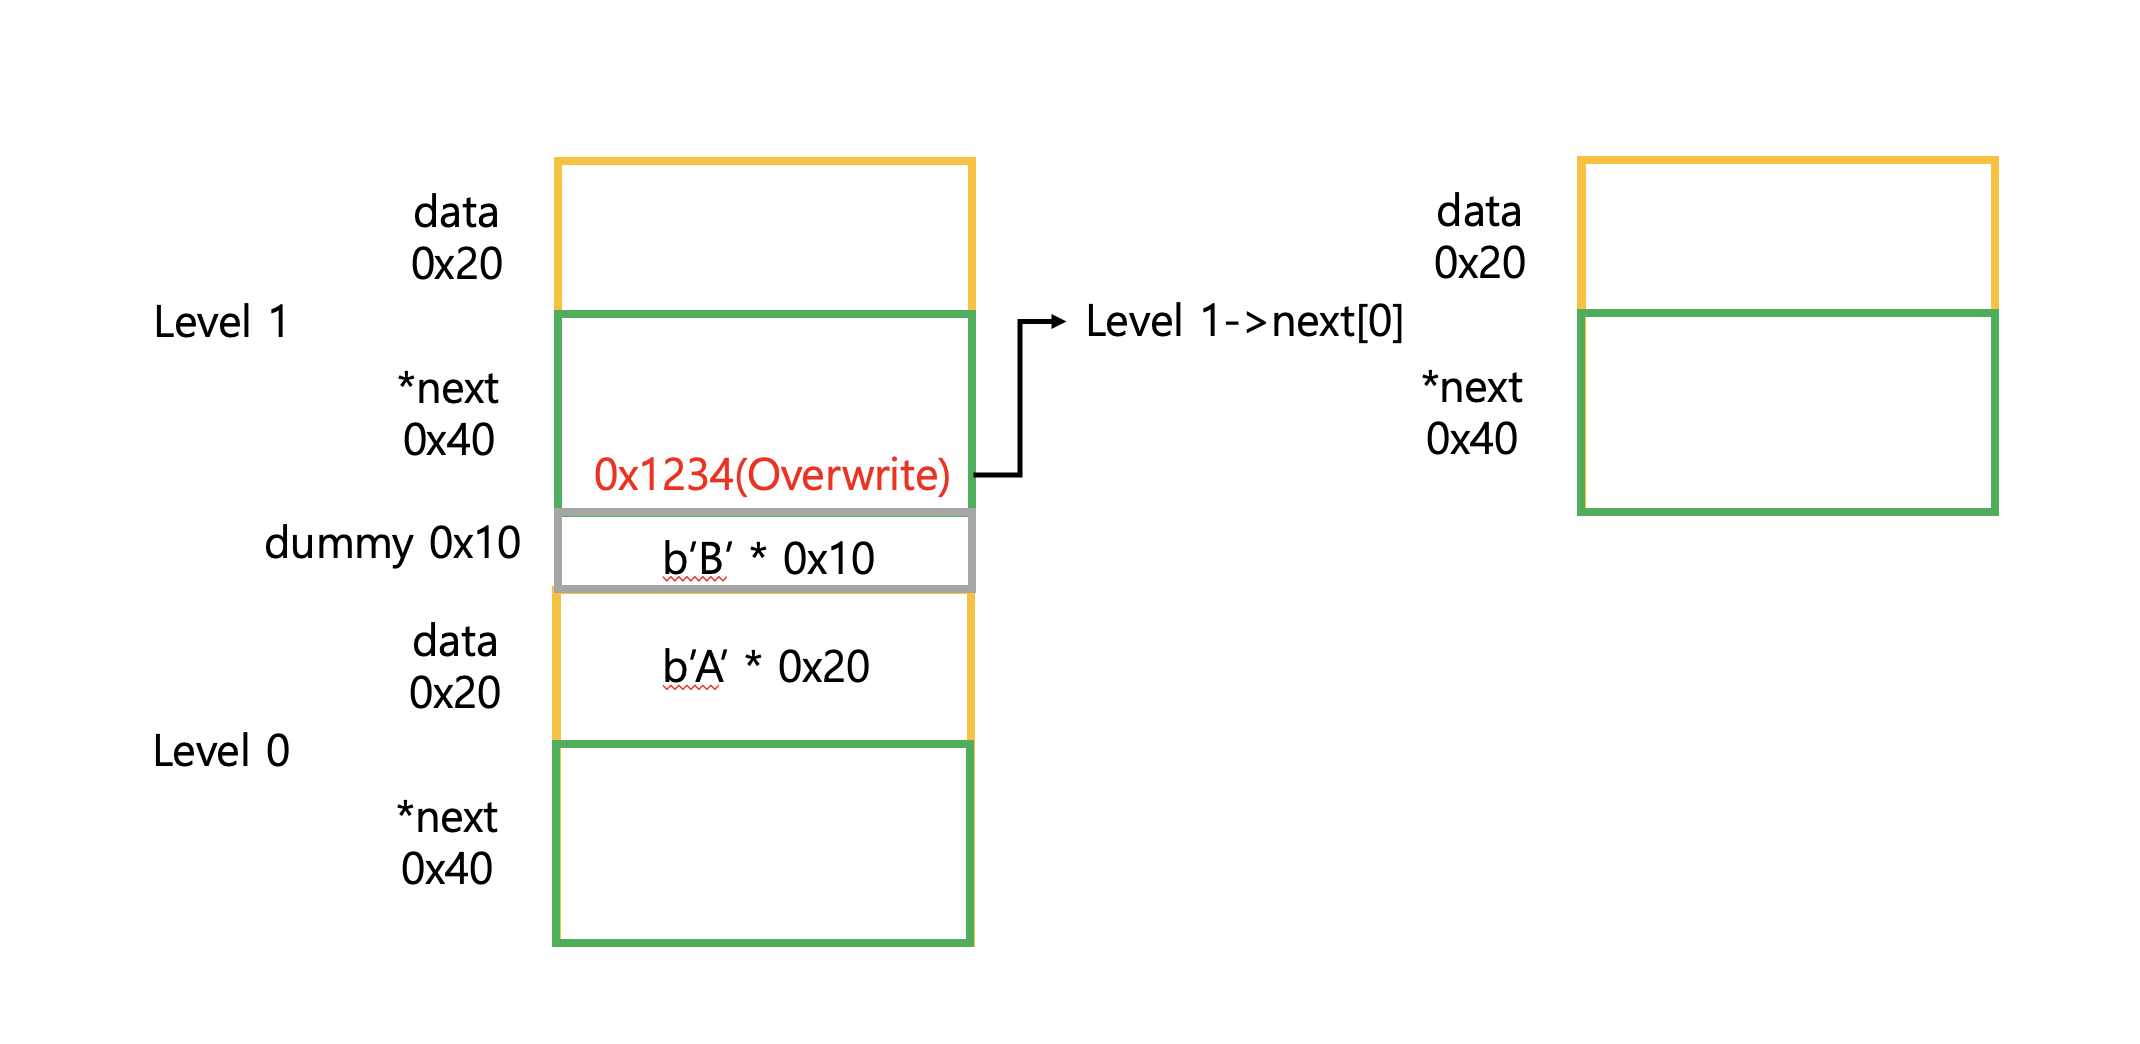 data
0x20
Level 1
*next
0x40
0x1234(Overwrite)
dummy 0x10
b’B’ * 0x10
data
0x20
b’A’ * 0x20
Level 0
*next
0x40
Level 1->next[0]
data
0x20
*next
0x40